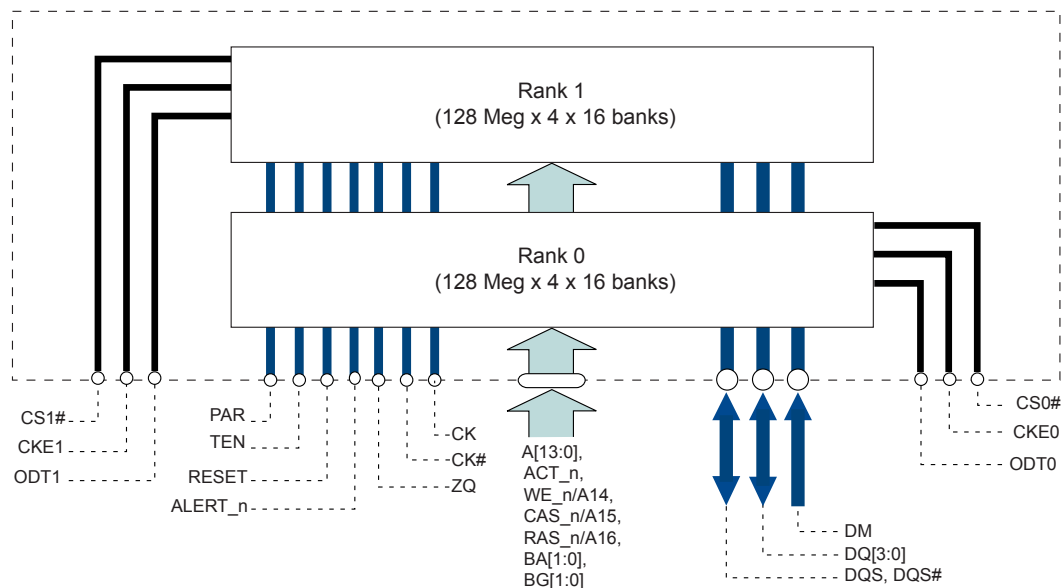 Rank 1
(128 Meg x 4 x 16 banks)
Rank 0
(128 Meg x 4 x 16 banks)
CS1#
CKE1
ODT1
PAR
TEN
RESET
ALERT_n
CK
CK#
ZQ
A[13:0],
ACT_n,
WE_n/A14,
CAS_n/A15,
RAS_n/A16,
BA[1:0],
BG[1:0]
DM
DQ[3:0]
DQS, DQS#
CS0#
CKE0
ODT0